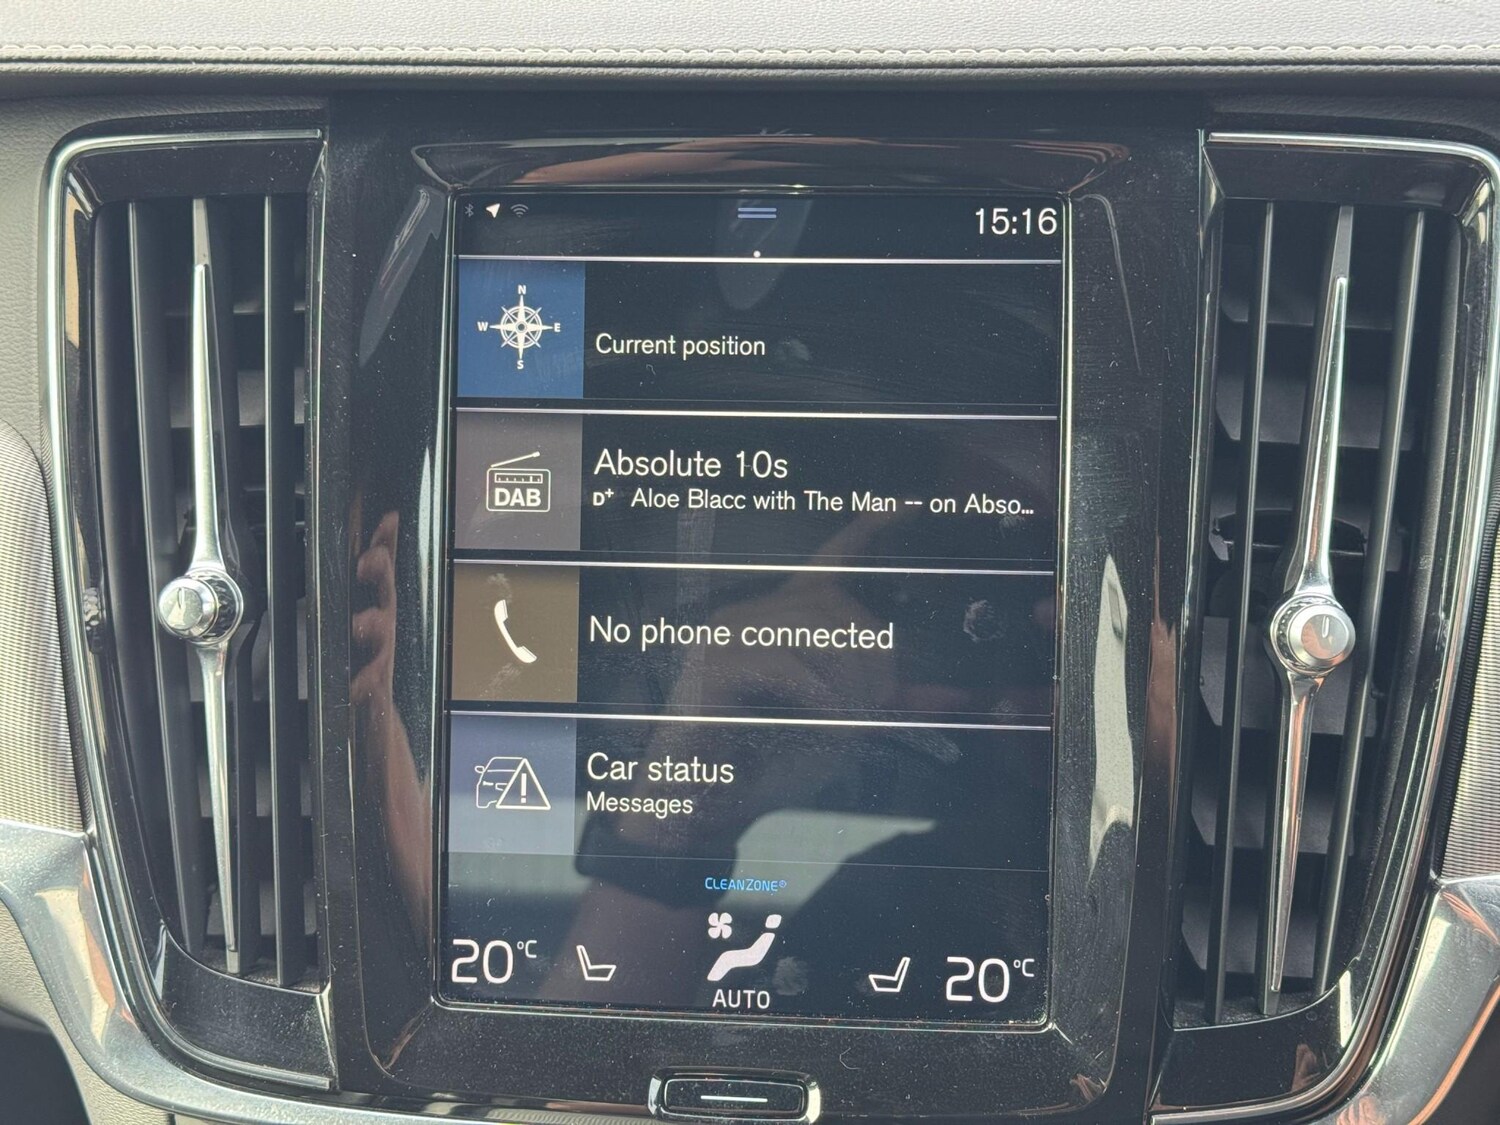 15:16
N
W E
S
Current position
DAB
Absolute 10s
D+ Aloe Blacc with The Man -- on Abso...
No phone connected
Car status
Messages
CLEANZONE®
20°C 20°C
AUTO